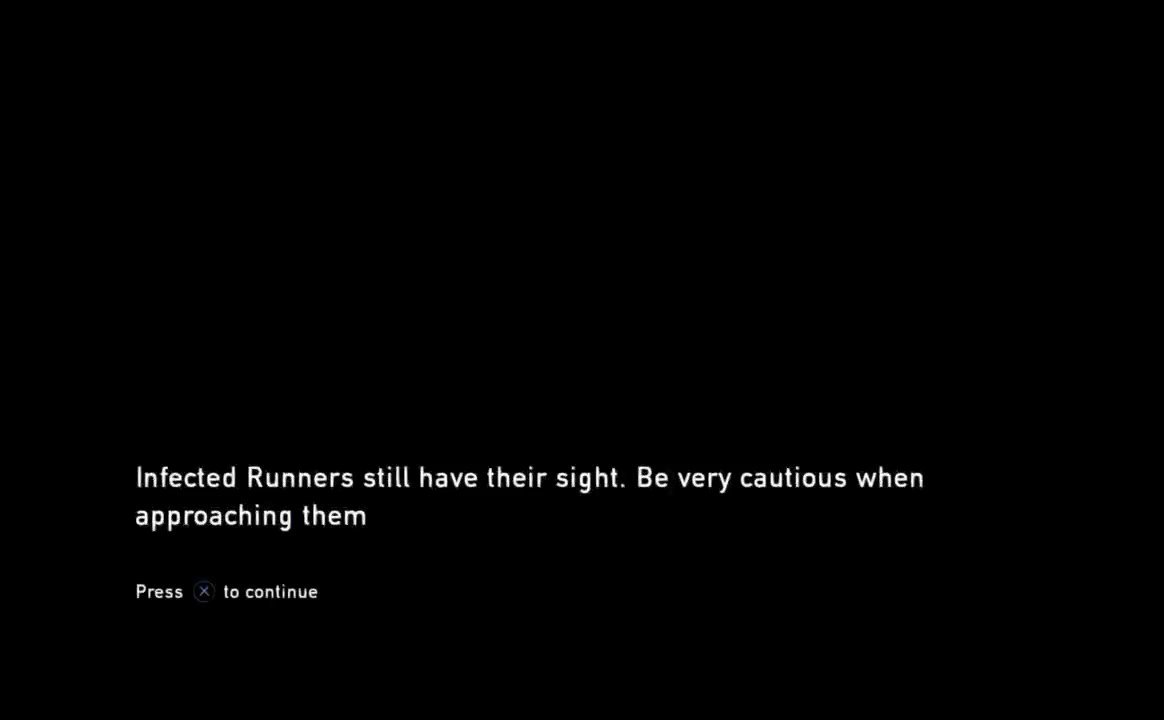 Infected Runners still have their sight. Be very cautious when
approaching them
Press ⓧ to continue